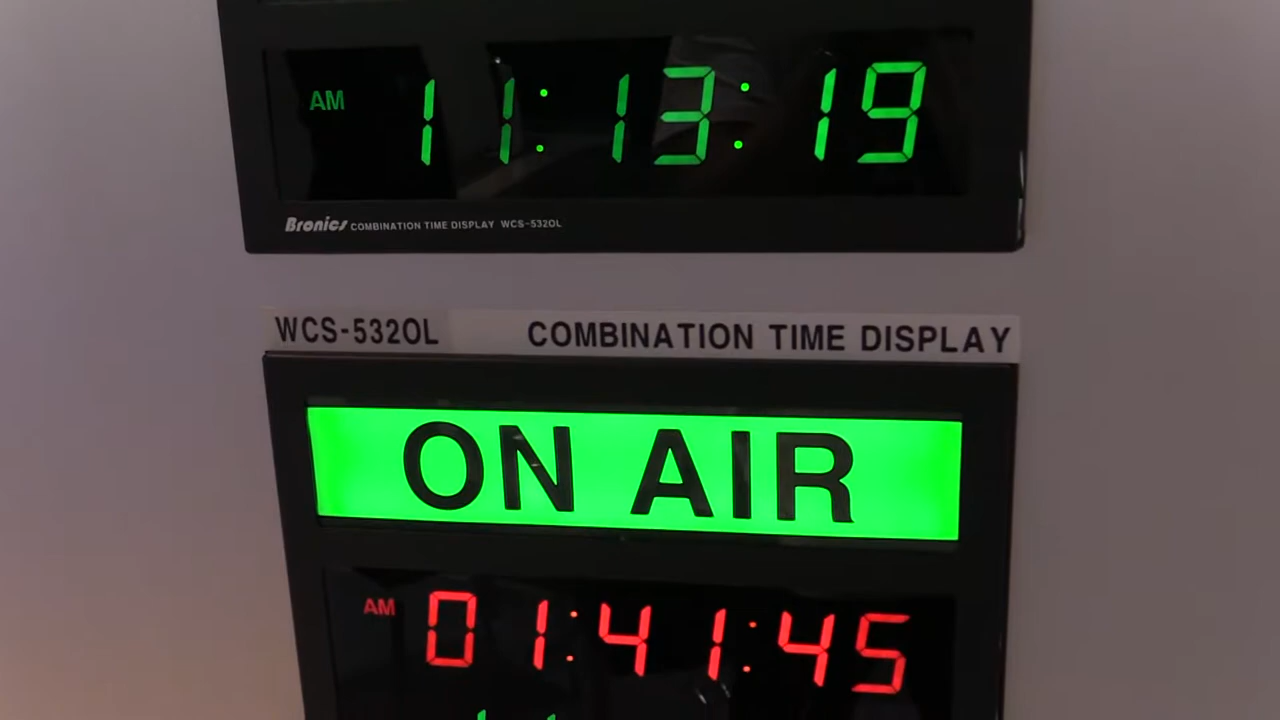 AM 11:13:19
Bronics COMBINATION TIME DISPLAY WCS-532OL
WCS-532OL COMBINATION TIME DISPLAY
ON AIR
AM 01:41:45